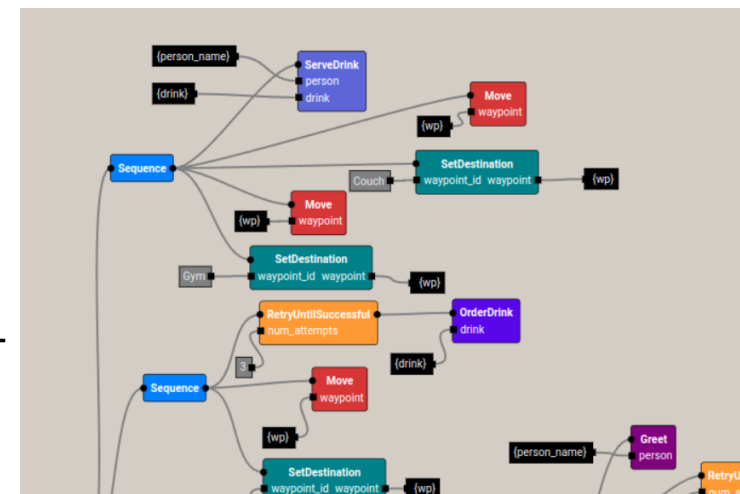 {person_name}
ServeDrink
person
{drink}
drink
Move
waypoint
{wp}
Sequence
SetDestination
Couch
waypoint_id waypoint
{wp}
Move
{wp}
waypoint
SetDestination
Gym
waypoint_id waypoint
{wp}
RetryUntilSuccessful
num_attempts
OrderDrink
drink
3
{drink}
Sequence
Move
waypoint
{wp}
Greet
{person_name}
person
SetDestination
RetryU
waypoint_id waypoint
{wp}